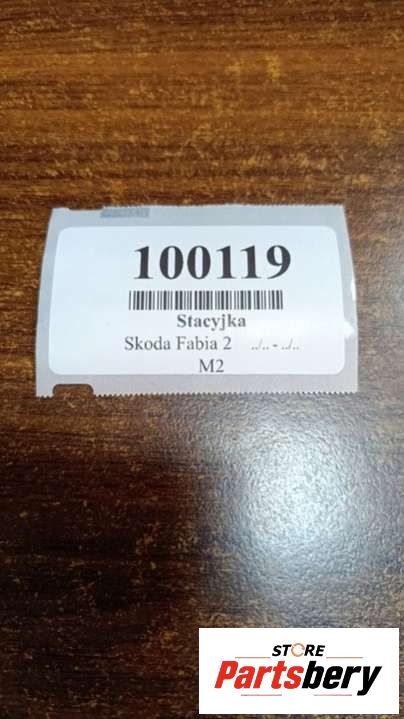 100119
Stacyjka
Skoda Fabia 2 ../.. - ../..
M2
STORE
Partsbery